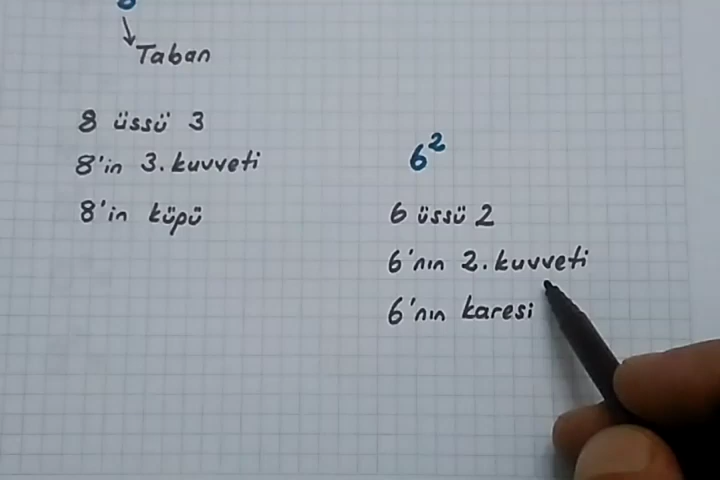 Taban
8 üssü 3
8'in 3. kuvveti
8'in küpü
6²
6 üssü 2
6'nın 2. kuvveti
6'nın karesi